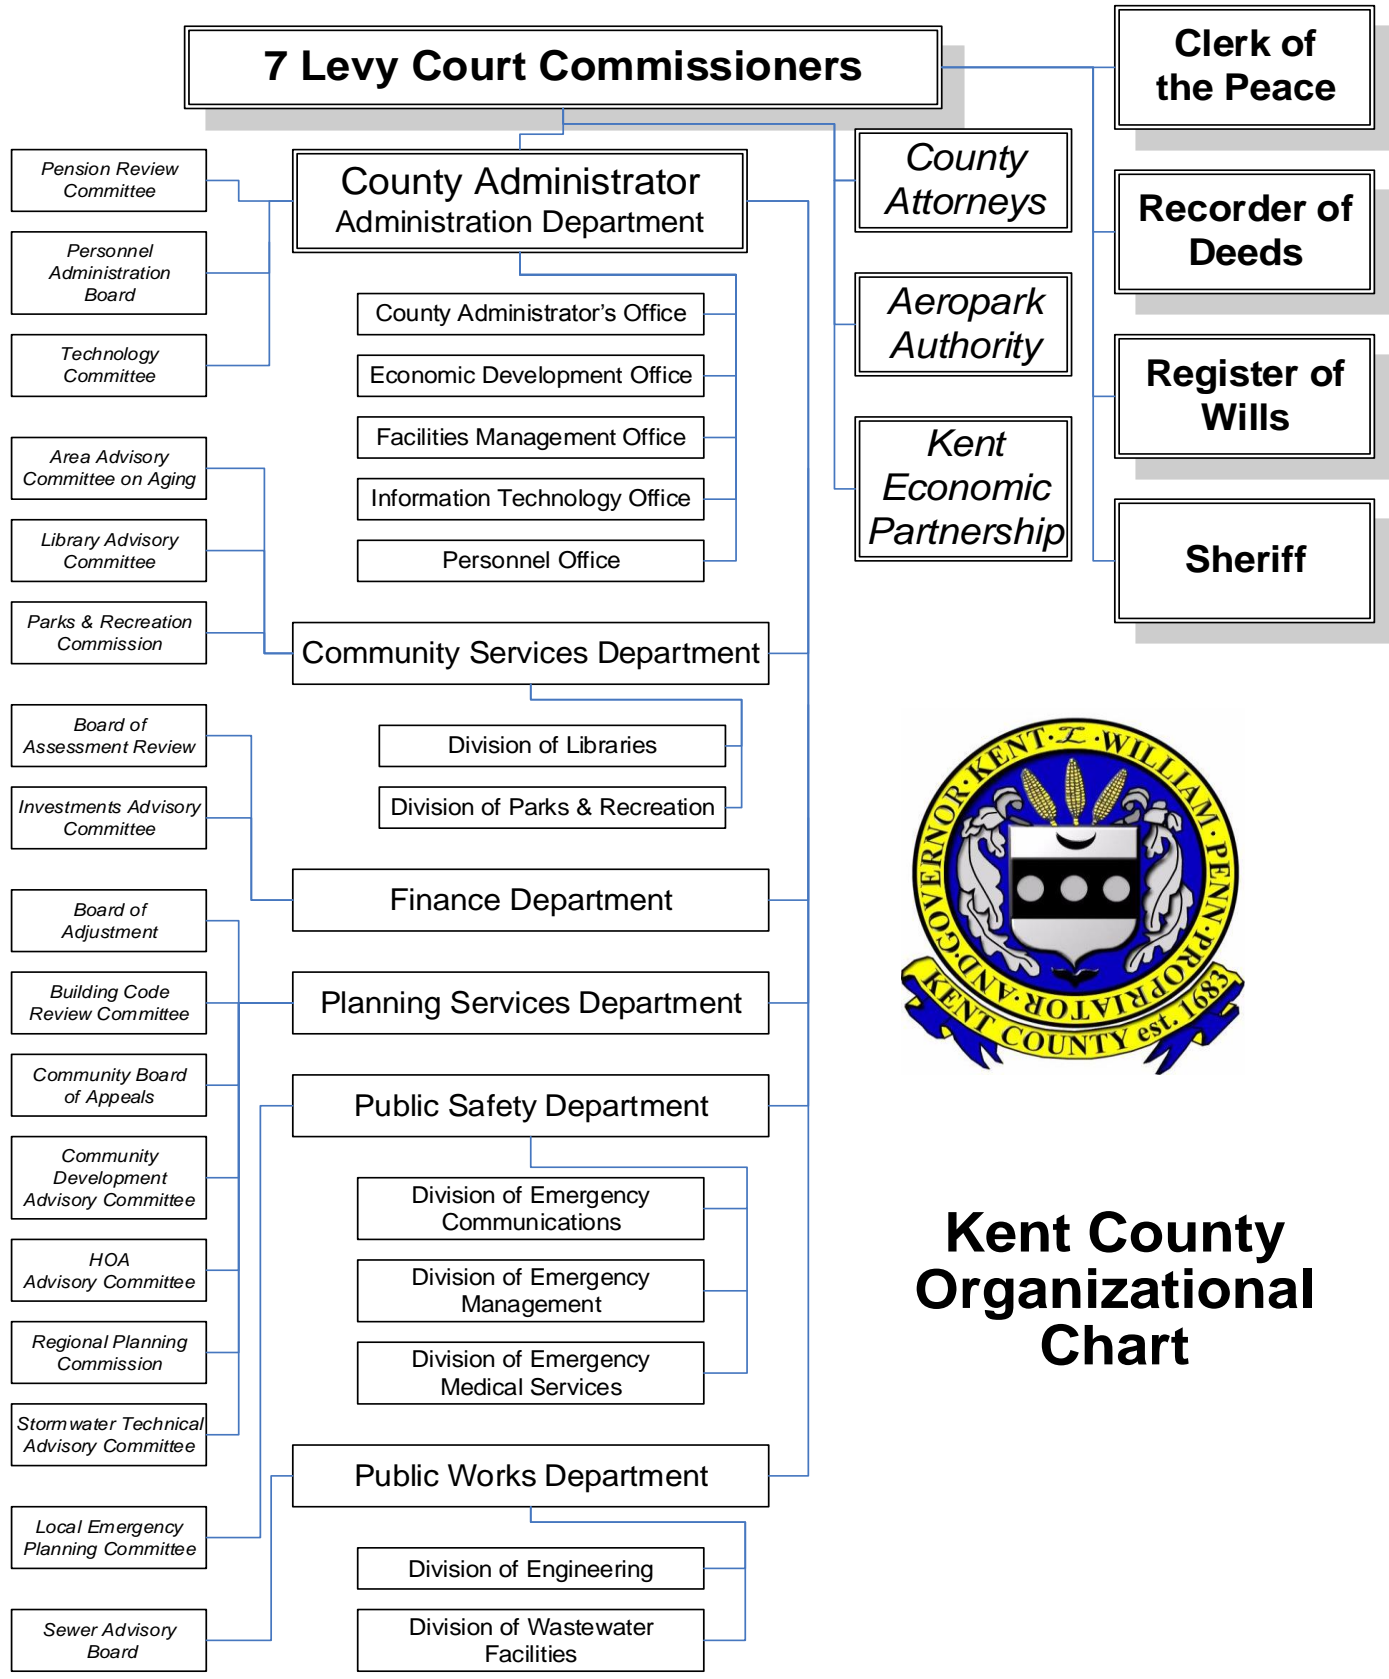 7 Levy Court Commissioners
Clerk of
the Peace
Recorder of
Deeds
Register of
Wills
Sheriff
County
Attorneys
Aeropark
Authority
Kent
Economic
Partnership
County Administrator
Administration Department
Pension Review
Committee
Personnel
Administration
Board
Technology
Committee
County Administrator's Office
Economic Development Office
Facilities Management Office
Information Technology Office
Personnel Office
Area Advisory
Committee on Aging
Library Advisory
Committee
Parks & Recreation
Commission
Community Services Department
Division of Libraries
Division of Parks & Recreation
Board of
Assessment Review
Investments Advisory
Committee
Finance Department
Board of
Adjustment
Building Code
Review Committee
Community Board
of Appeals
Community
Development
Advisory Committee
HOA
Advisory Committee
Regional Planning
Commission
Stormwater Technical
Advisory Committee
Planning Services Department
Public Safety Department
Local Emergency
Planning Committee
Division of Emergency
Communications
Division of Emergency
Management
Division of Emergency
Medical Services
Public Works Department
Sewer Advisory
Board
Division of Engineering
Division of Wastewater
Facilities
WILLIAM·PENN·PROPRIATOR·AND·GOVERNOR·KENT·
KENT COUNTY est. 1683
Kent County
Organizational
Chart